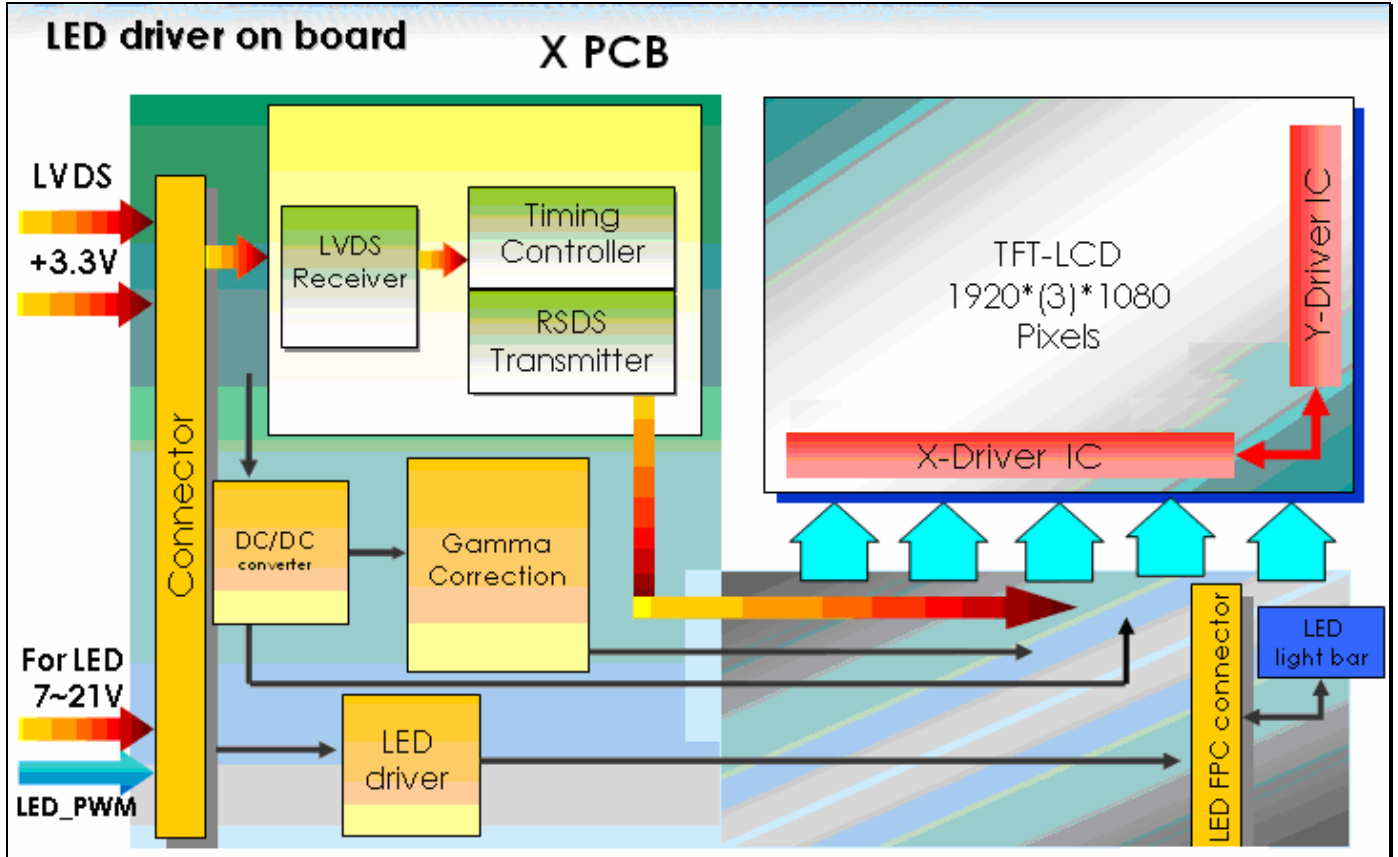 LED driver on board
X PCB
LVDS
+3.3V
For LED
7~21V
LED_PWM
Connector
LVDS
Receiver
Timing
Controller
RSDS
Transmitter
DC/DC
converter
Gamma
Correction
LED
driver
TFT-LCD
1920*(3)*1080
Pixels
Y-Driver IC
X-Driver IC
LED FPC connector
LED
light bar